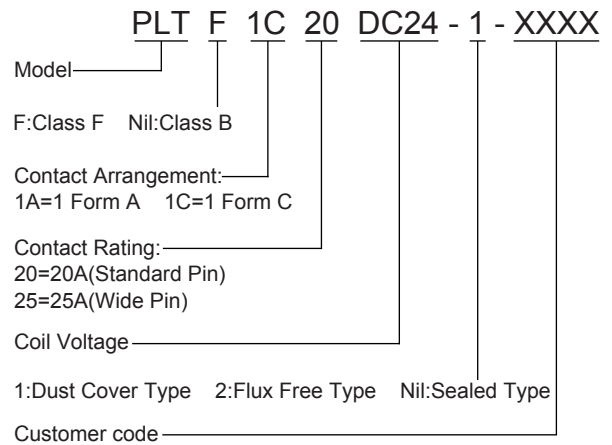 PLT F 1C 20 DC24 - 1 - XXXX
Model
F:Class F Nil:Class B
Contact Arrangement:
1A=1 Form A 1C=1 Form C
Contact Rating:
20=20A(Standard Pin)
25=25A(Wide Pin)
Coil Voltage
1:Dust Cover Type 2:Flux Free Type Nil:Sealed Type
Customer code